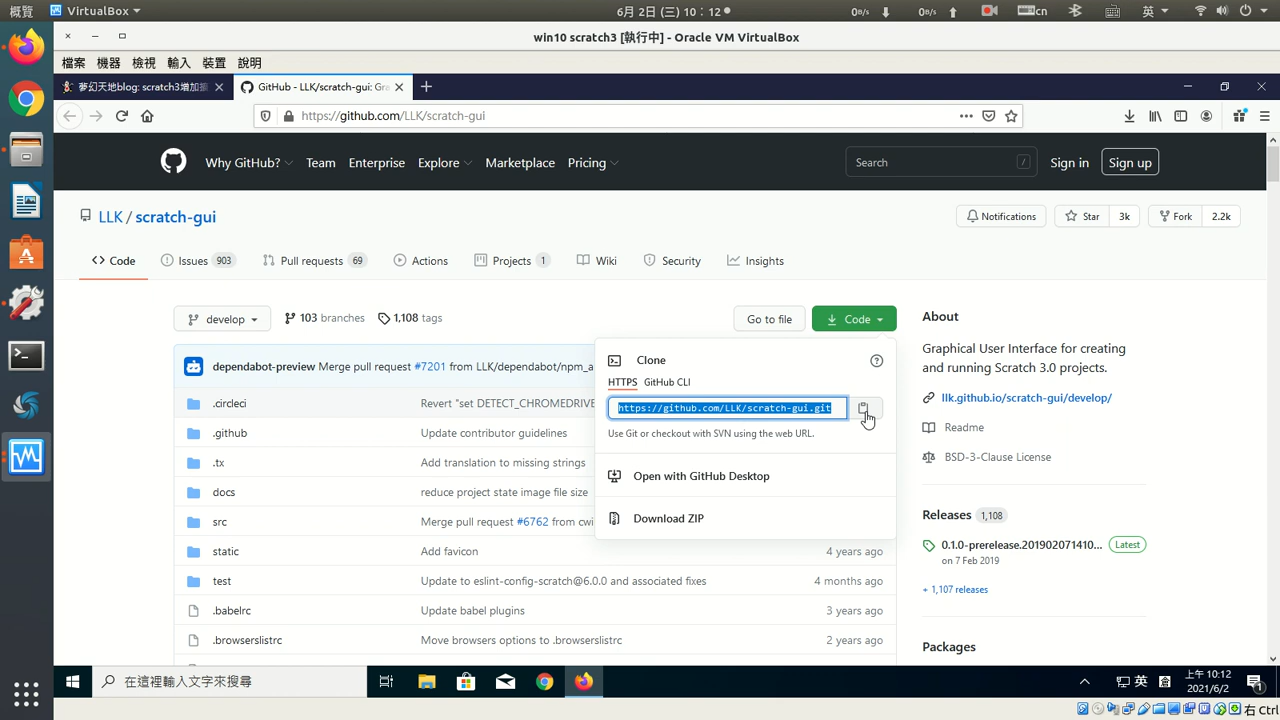 概覽
VirtualBox
6月 2日 (三) 10：12
0B/s
0B/s
cn
英
win10 scratch3 [執行中] - Oracle VM VirtualBox
檔案 機器 檢視 輸入 裝置 說明
夢幻天地blog: scratch3增加擴
GitHub - LLK/scratch-gui: Gra
https://github.com/LLK/scratch-gui
Why GitHub?
Team
Enterprise
Explore
Marketplace
Pricing
Search
/
Sign in
Sign up
LLK / scratch-gui
Notifications
Star 3k
Fork 2.2k
Code
Issues 903
Pull requests 69
Actions
Projects 1
Wiki
Security
Insights
develop
103 branches
1,108 tags
Go to file
Code
dependabot-preview Merge pull request #7201 from LLK/dependabot/npm_a
.circleci Revert "set DETECT_CHROMEDRIVE
.github Update contributor guidelines
.tx Add translation to missing strings
docs reduce project state image file size
src Merge pull request #6762 from cwi
static Add favicon 4 years ago
test Update to eslint-config-scratch@6.0.0 and associated fixes 4 months ago
.babelrc Update babel plugins 3 years ago
.browserslistrc Move browsers options to .browserslistrc 2 years ago
Clone
HTTPS GitHub CLI
https://github.com/LLK/scratch-gui.git
Use Git or checkout with SVN using the web URL.
Open with GitHub Desktop
Download ZIP
About
Graphical User Interface for creating
and running Scratch 3.0 projects.
llk.github.io/scratch-gui/develop/
Readme
BSD-3-Clause License
Releases 1,108
0.1.0-prerelease.201902071410... Latest
on 7 Feb 2019
+ 1,107 releases
Packages
在這裡輸入文字來搜尋
英
上午 10:12
2021/6/2
1
右 Ctrl